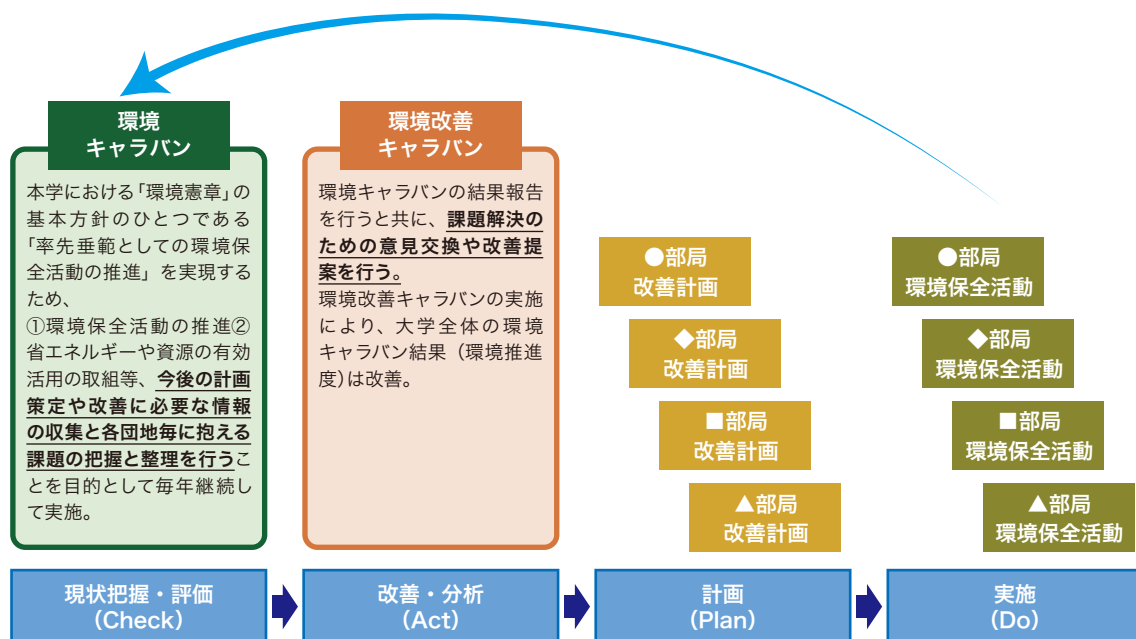 環境
キャラバン
本学における「環境憲章」の
基本方針のひとつである
「率先垂範としての環境保
全活動の推進」を実現する
ため、
①環境保全活動の推進②
省エネルギーや資源の有効
活用の取組等、今後の計画
策定や改善に必要な情報
の収集と各団地毎に抱える
課題の把握と整理を行うこ
とを目的として毎年継続し
て実施。
環境改善
キャラバン
環境キャラバンの結果報告
を行うと共に、課題解決の
ための意見交換や改善提
案を行う。
環境改善キャラバンの実施
により、大学全体の環境
キャラバン結果（環境推進
度）は改善。
●部局
改善計画
◆部局
改善計画
■部局
改善計画
▲部局
改善計画
●部局
環境保全活動
◆部局
環境保全活動
■部局
環境保全活動
▲部局
環境保全活動
現状把握・評価
（Check）
改善・分析
（Act）
計画
（Plan）
実施
（Do）